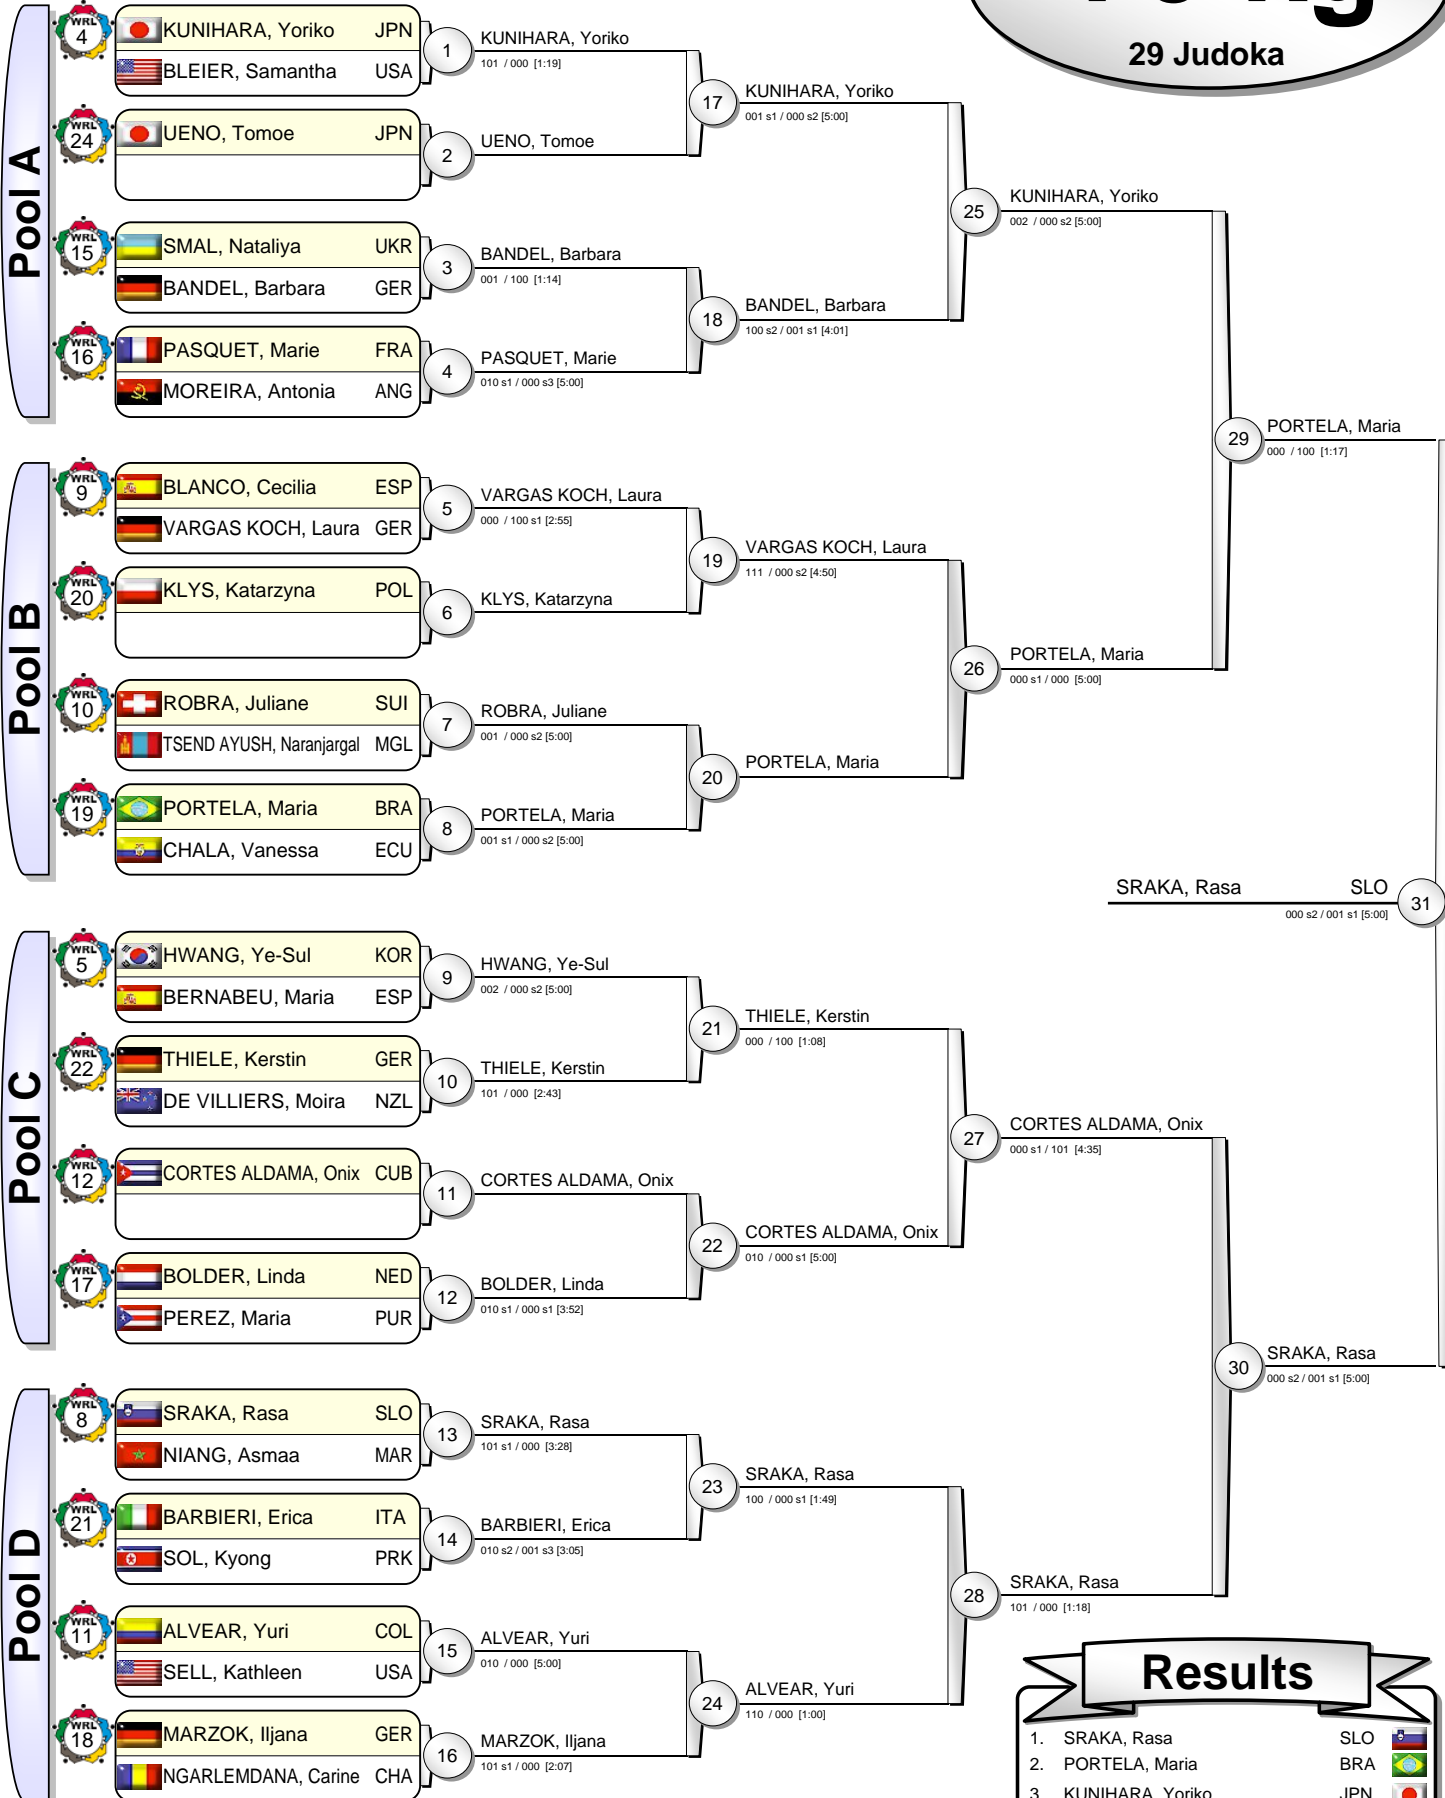 29 Judoka
Pool A
WRL 4
KUNIHARA, Yoriko JPN
BLEIER, Samantha USA
1
KUNIHARA, Yoriko
101 / 000 [1:19]
WRL 24
UENO, Tomoe JPN
2
UENO, Tomoe
17
KUNIHARA, Yoriko
001 s1 / 000 s2 [5:00]
WRL 15
SMAL, Nataliya UKR
BANDEL, Barbara GER
3
BANDEL, Barbara
001 / 100 [1:14]
WRL 16
PASQUET, Marie FRA
MOREIRA, Antonia ANG
4
PASQUET, Marie
010 s1 / 000 s3 [5:00]
18
BANDEL, Barbara
100 s2 / 001 s1 [4:01]
25
KUNIHARA, Yoriko
002 / 000 s2 [5:00]
Pool B
WRL 9
BLANCO, Cecilia ESP
VARGAS KOCH, Laura GER
5
VARGAS KOCH, Laura
000 / 100 s1 [2:55]
WRL 20
KLYS, Katarzyna POL
6
KLYS, Katarzyna
19
VARGAS KOCH, Laura
111 / 000 s2 [4:50]
WRL 10
ROBRA, Juliane SUI
TSEND AYUSH, Naranjargal MGL
7
ROBRA, Juliane
001 / 000 s2 [5:00]
WRL 19
PORTELA, Maria BRA
CHALA, Vanessa ECU
8
PORTELA, Maria
001 s1 / 000 s2 [5:00]
20
PORTELA, Maria
26
PORTELA, Maria
000 s1 / 000 [5:00]
29
PORTELA, Maria
000 / 100 [1:17]
SRAKA, Rasa SLO
000 s2 / 001 s1 [5:00]
31
Pool C
WRL 5
HWANG, Ye-Sul KOR
BERNABEU, Maria ESP
9
HWANG, Ye-Sul
002 / 000 s2 [5:00]
WRL 22
THIELE, Kerstin GER
DE VILLIERS, Moira NZL
10
THIELE, Kerstin
101 / 000 [2:43]
21
THIELE, Kerstin
000 / 100 [1:08]
WRL 12
CORTES ALDAMA, Onix CUB
11
CORTES ALDAMA, Onix
WRL 17
BOLDER, Linda NED
PEREZ, Maria PUR
12
BOLDER, Linda
010 s1 / 000 s1 [3:52]
22
CORTES ALDAMA, Onix
010 / 000 s1 [5:00]
27
CORTES ALDAMA, Onix
000 s1 / 101 [4:35]
Pool D
WRL 8
SRAKA, Rasa SLO
NIANG, Asmaa MAR
13
SRAKA, Rasa
101 s1 / 000 [3:28]
WRL 21
BARBIERI, Erica ITA
SOL, Kyong PRK
14
BARBIERI, Erica
010 s2 / 001 s3 [3:05]
23
SRAKA, Rasa
100 / 000 s1 [1:49]
WRL 11
ALVEAR, Yuri COL
SELL, Kathleen USA
15
ALVEAR, Yuri
010 / 000 [5:00]
WRL 18
MARZOK, Iljana GER
NGARLEMDANA, Carine CHA
16
MARZOK, Iljana
101 s1 / 000 [2:07]
24
ALVEAR, Yuri
110 / 000 [1:00]
28
SRAKA, Rasa
101 / 000 [1:18]
30
SRAKA, Rasa
000 s2 / 001 s1 [5:00]
Results
1. SRAKA, Rasa SLO
2. PORTELA, Maria BRA
3. KUNIHARA, Yoriko JPN